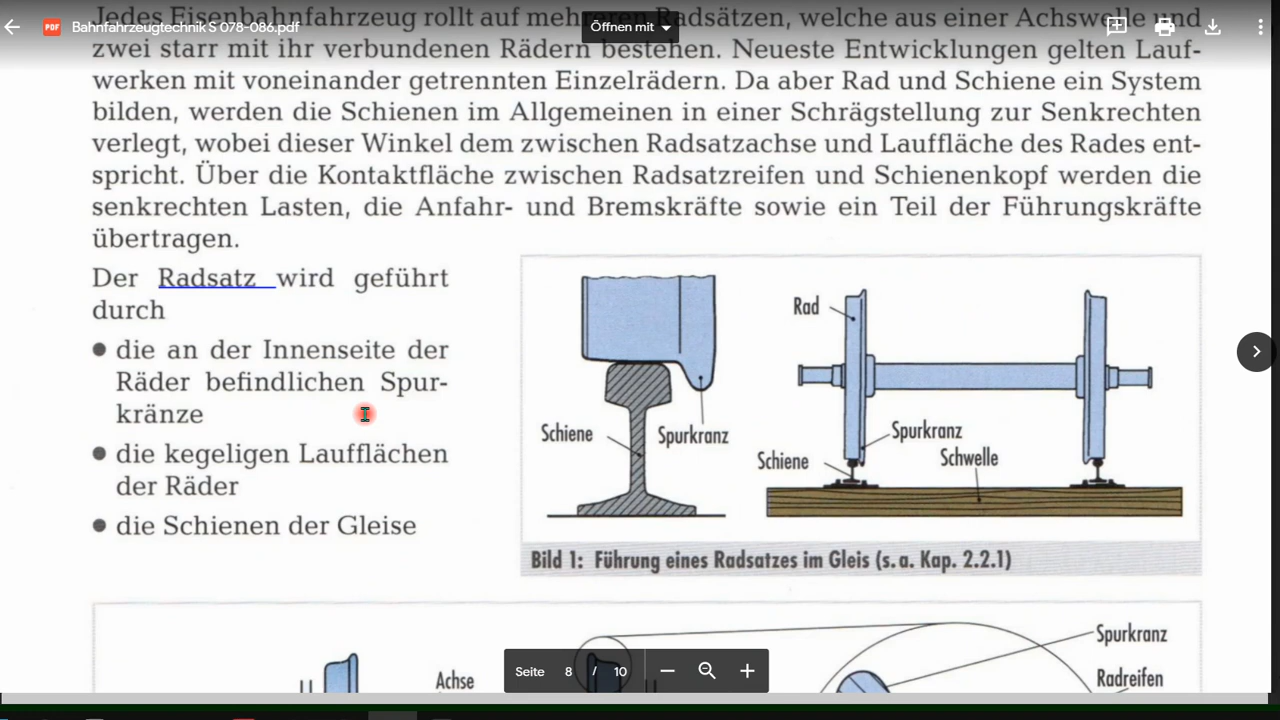 Jedes Eisenbahnfahrzeug rollt auf mehreren Radsätzen, welche aus einer Achswelle und
Bahnfahrzeugtechnik S 078-086.pdf
Öffnen mit
zwei starr mit ihr verbundenen Rädern bestehen. Neueste Entwicklungen gelten Lauf-
werken mit voneinander getrennten Einzelrädern. Da aber Rad und Schiene ein System
bilden, werden die Schienen im Allgemeinen in einer Schrägstellung zur Senkrechten
verlegt, wobei dieser Winkel dem zwischen Radsatzachse und Lauffläche des Rades ent-
spricht. Über die Kontaktfläche zwischen Radsatzreifen und Schienenkopf werden die
senkrechten Lasten, die Anfahr- und Bremskräfte sowie ein Teil der Führungskräfte
übertragen.
Der Radsatz wird geführt
durch
● die an der Innenseite der
Räder befindlichen Spur-
kränze
● die kegeligen Laufflächen
der Räder
● die Schienen der Gleise
Schiene
Spurkranz
Rad
Spurkranz
Schiene
Schwelle
Bild 1: Führung eines Radsatzes im Gleis (s. a. Kap. 2.2.1)
Achse
Spurkranz
Radreifen
Seite 8 / 10